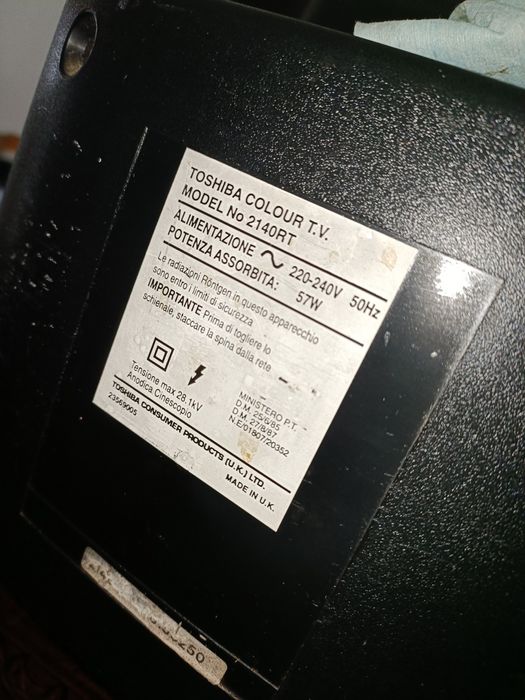 TOSHIBA COLOUR T.V.
MODEL No 2140RT
ALIMENTAZIONE 220-240V 50Hz
POTENZA ASSORBITA: 57W
Le radiazioni Röntgen in questo apparecchio
sono entro i limiti di sicurezza
IMPORTANTE Prima di togliere lo
schienale, staccare la spina dalla rete
Tensione max 28.1kV
Anodica Cinescopio
MINISTERO P.T.
D.M. 25/6/85
D.M. 27/8/87
N.E/01807/20352
TOSHIBA CONSUMER PRODUCTS (U.K.) LTD.
23569005
MADE IN U.K.